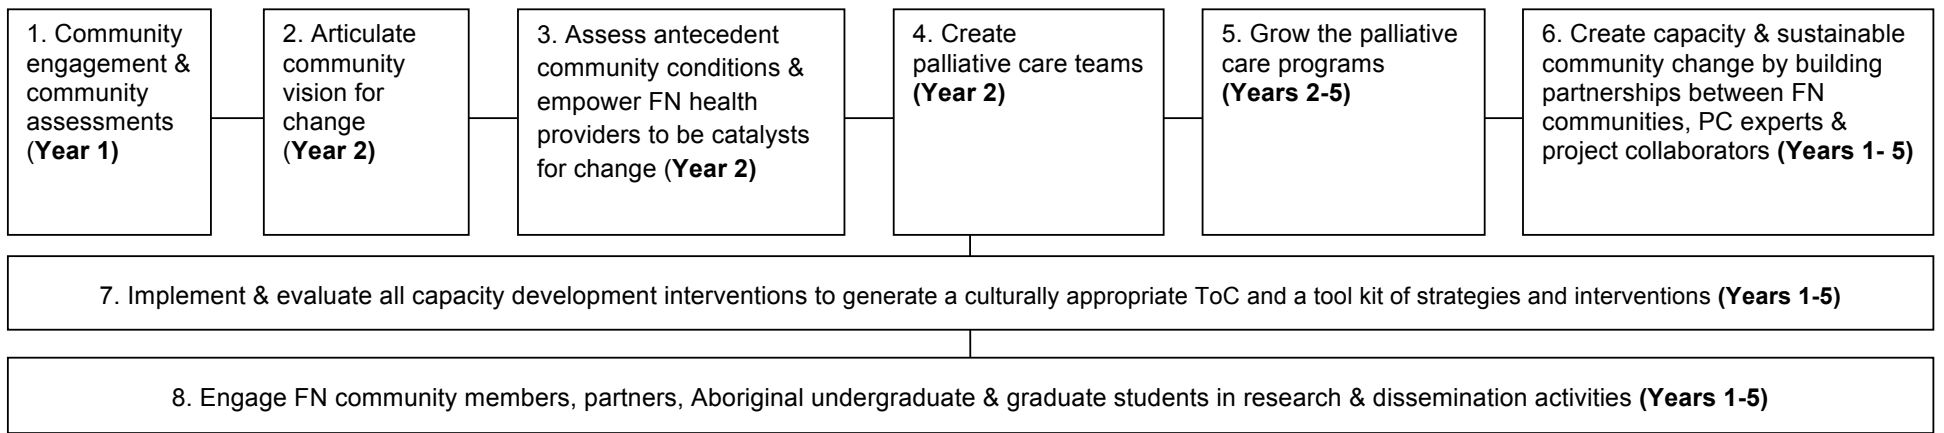 1. Community
engagement &
community
assessments
(Year 1)
2. Articulate
community
vision for
change
(Year 2)
3. Assess antecedent
community conditions &
empower FN health
providers to be catalysts
for change (Year 2)
4. Create
palliative care teams
(Year 2)
5. Grow the palliative
care programs
(Years 2-5)
6. Create capacity & sustainable
community change by building
partnerships between FN
communities, PC experts &
project collaborators (Years 1- 5)
7. Implement & evaluate all capacity development interventions to generate a culturally appropriate ToC and a tool kit of strategies and interventions (Years 1-5)
8. Engage FN community members, partners, Aboriginal undergraduate & graduate students in research & dissemination activities (Years 1-5)